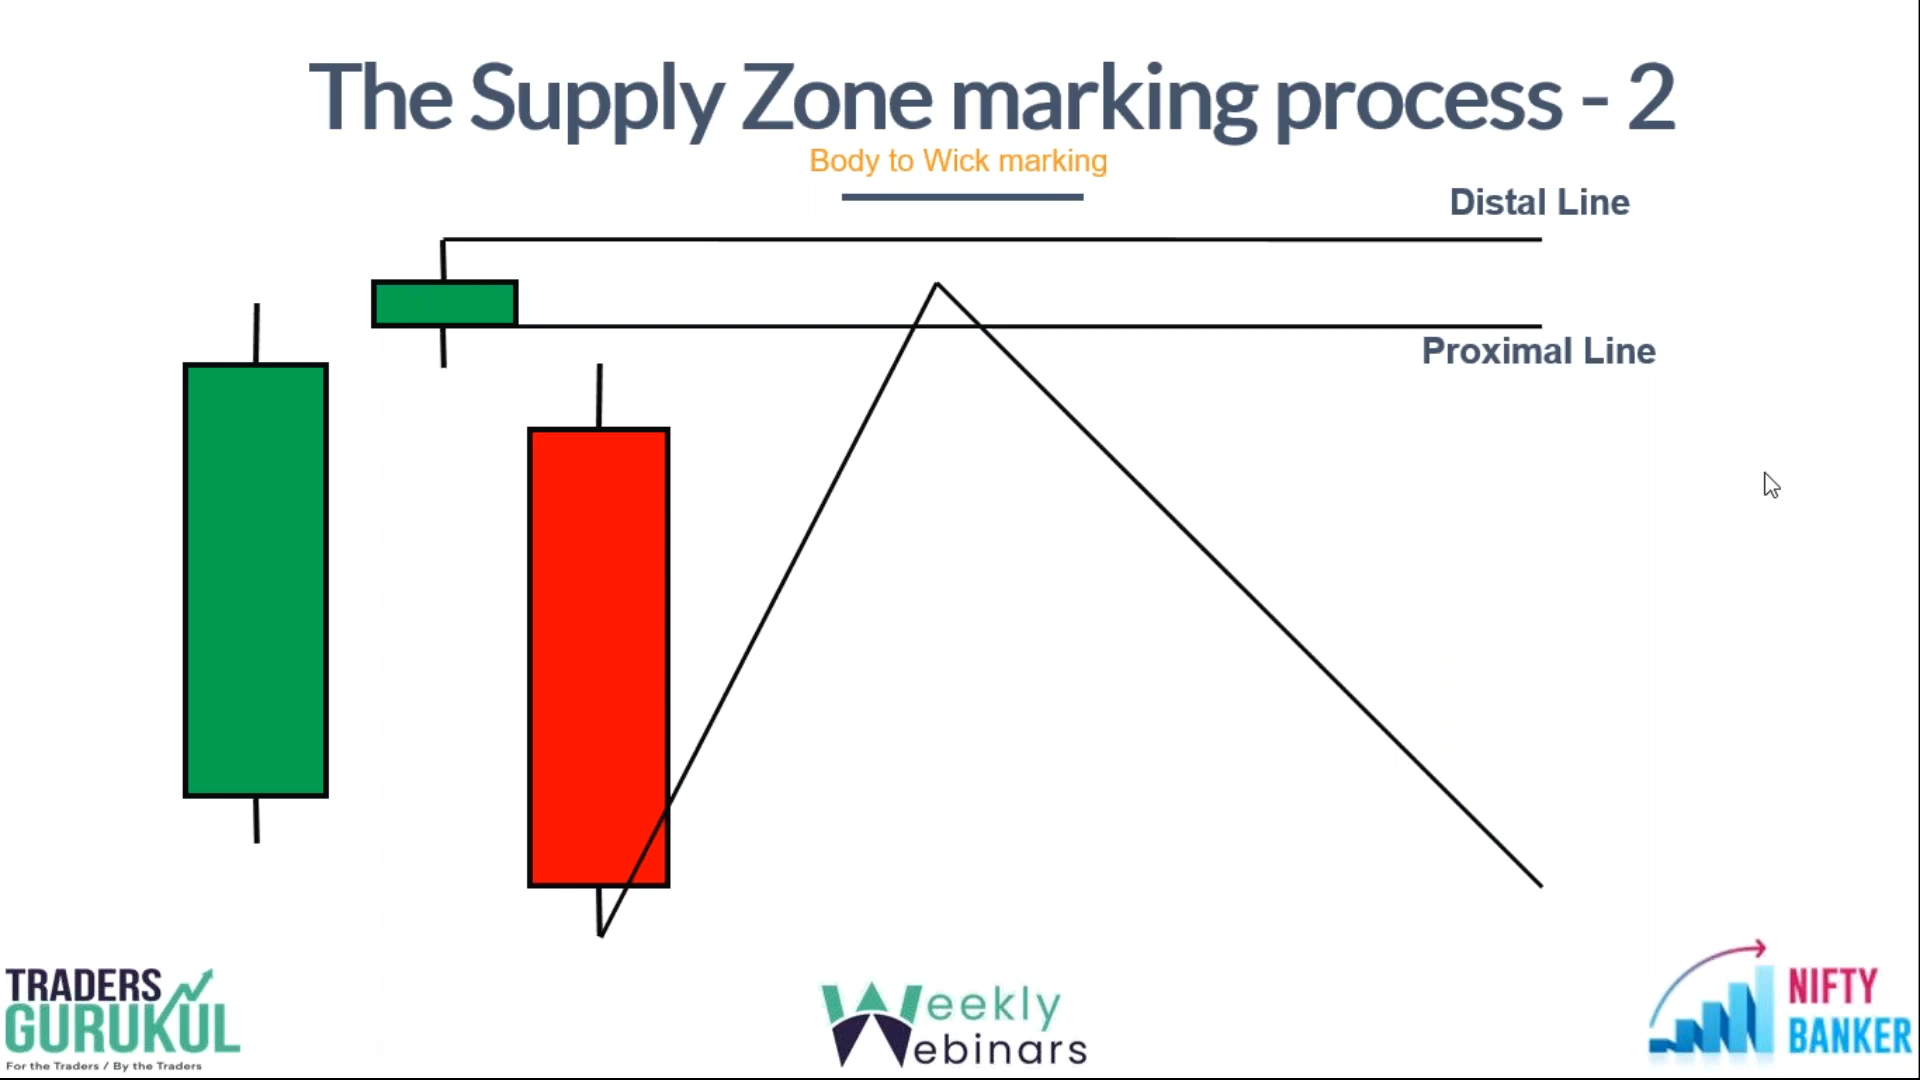 The Supply Zone marking process - 2
Body to Wick marking
Distal Line
Proximal Line
TRADERS
GURUKUL
For the Traders / By the Traders
Weekly
Webinars
NIFTY
BANKER